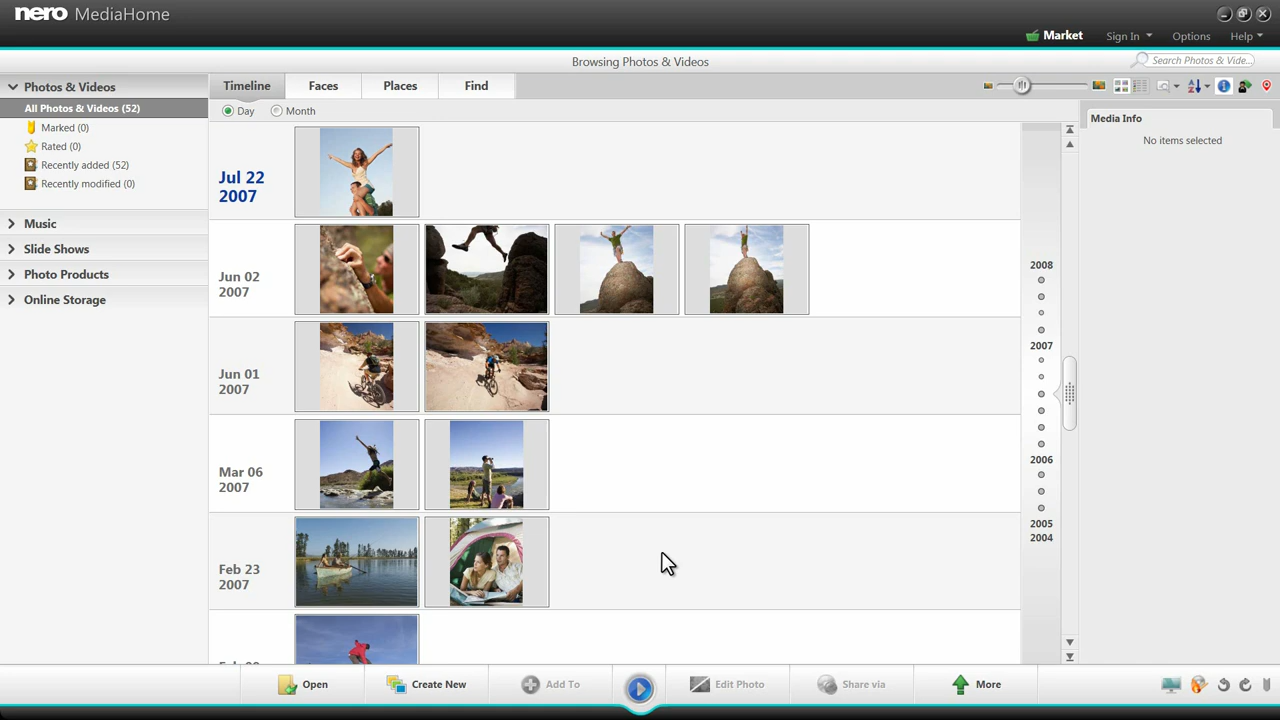 nero MediaHome
Market Sign In Options Help
Browsing Photos & Videos
Search Photos & Vide...
Photos & Videos
All Photos & Videos (52)
Marked (0)
Rated (0)
Recently added (52)
Recently modified (0)
Music
Slide Shows
Photo Products
Online Storage
Timeline Faces Places Find
Day Month
Jul 22
2007
Jun 02
2007
Jun 01
2007
Mar 06
2007
Feb 23
2007
2008
2007
2006
2005
2004
Media Info
No items selected
Open Create New Add To Edit Photo Share via More